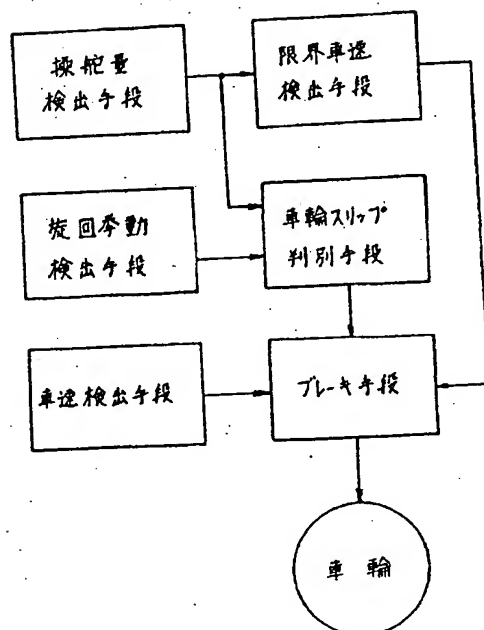 操舵量
検出手段
限界車速
検出手段
旋回挙動
検出手段
車輪スリップ
判別手段
車速検出手段
ブレーキ手段
車輪